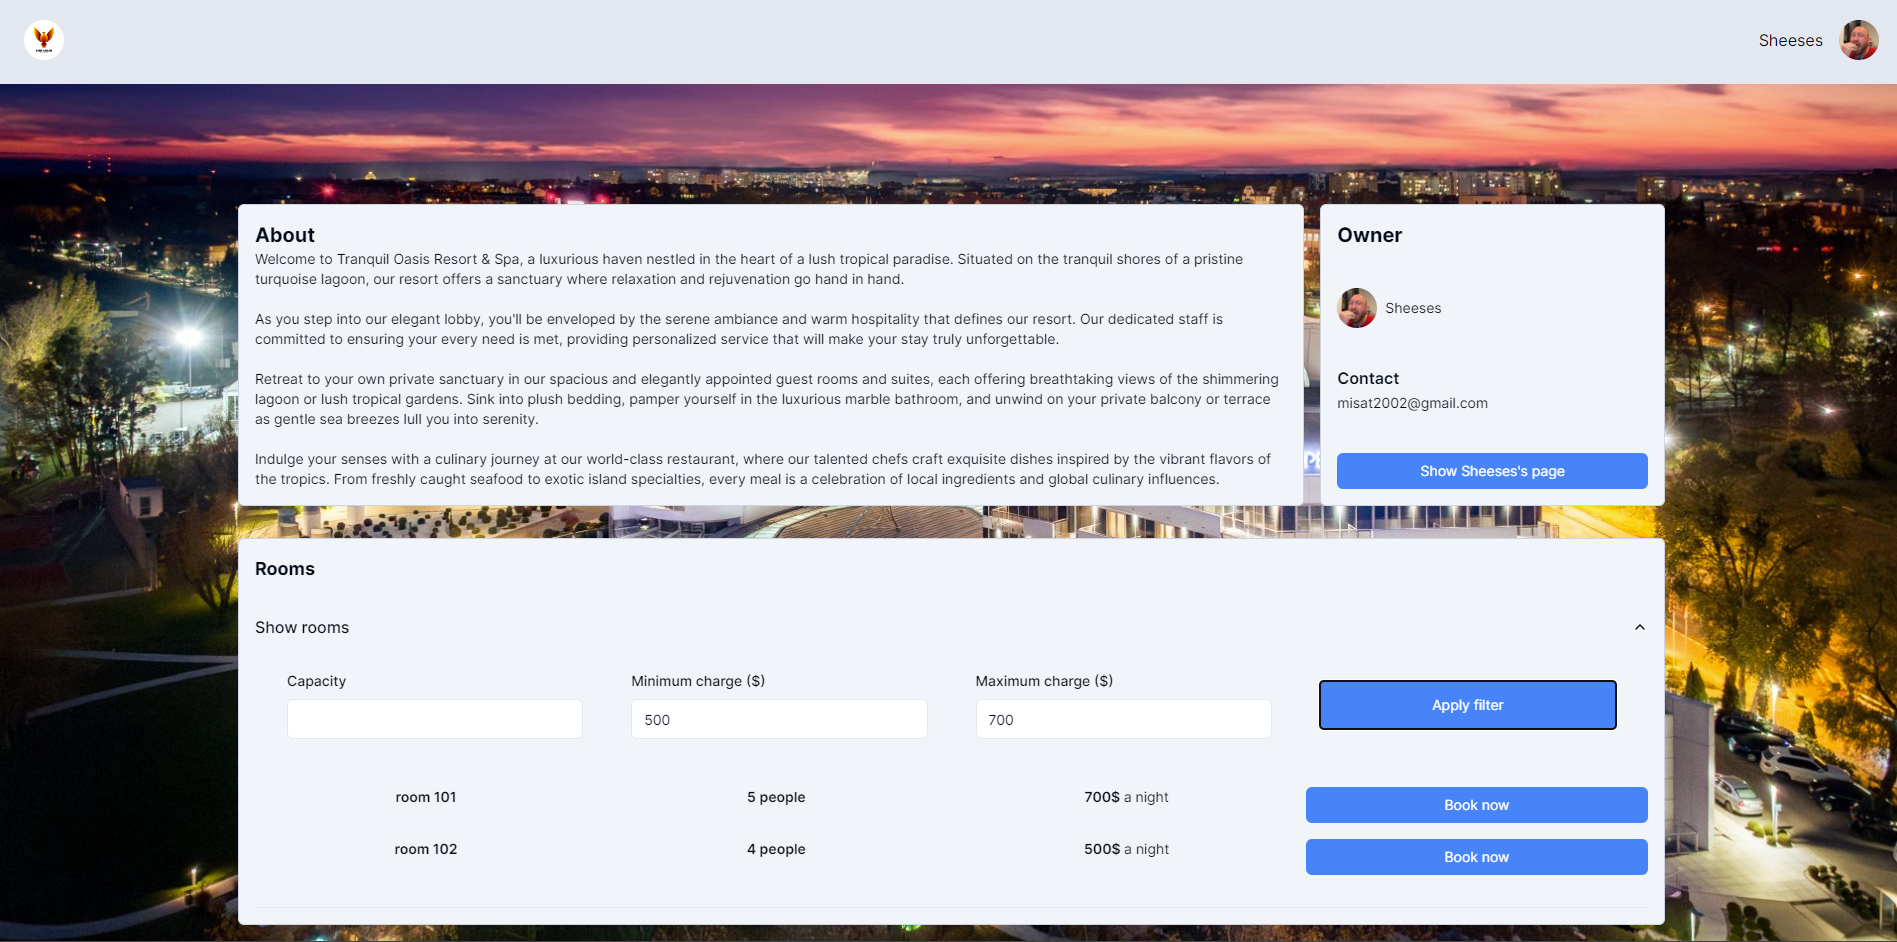 Sheeses
About
Welcome to Tranquil Oasis Resort & Spa, a luxurious haven nestled in the heart of a lush tropical paradise. Situated on the tranquil shores of a pristine
turquoise lagoon, our resort offers a sanctuary where relaxation and rejuvenation go hand in hand.
As you step into our elegant lobby, you'll be enveloped by the serene ambiance and warm hospitality that defines our resort. Our dedicated staff is
committed to ensuring your every need is met, providing personalized service that will make your stay truly unforgettable.
Retreat to your own private sanctuary in our spacious and elegantly appointed guest rooms and suites, each offering breathtaking views of the shimmering
lagoon or lush tropical gardens. Sink into plush bedding, pamper yourself in the luxurious marble bathroom, and unwind on your private balcony or terrace
as gentle sea breezes lull you into serenity.
Indulge your senses with a culinary journey at our world-class restaurant, where our talented chefs craft exquisite dishes inspired by the vibrant flavors of
the tropics. From freshly caught seafood to exotic island specialties, every meal is a celebration of local ingredients and global culinary influences.
Owner
Sheeses
Contact
misat2002@gmail.com
Show Sheeses's page
Rooms
Show rooms
Capacity
Minimum charge ($)
500
Maximum charge ($)
700
Apply filter
room 101 5 people 700$ a night Book now
room 102 4 people 500$ a night Book now